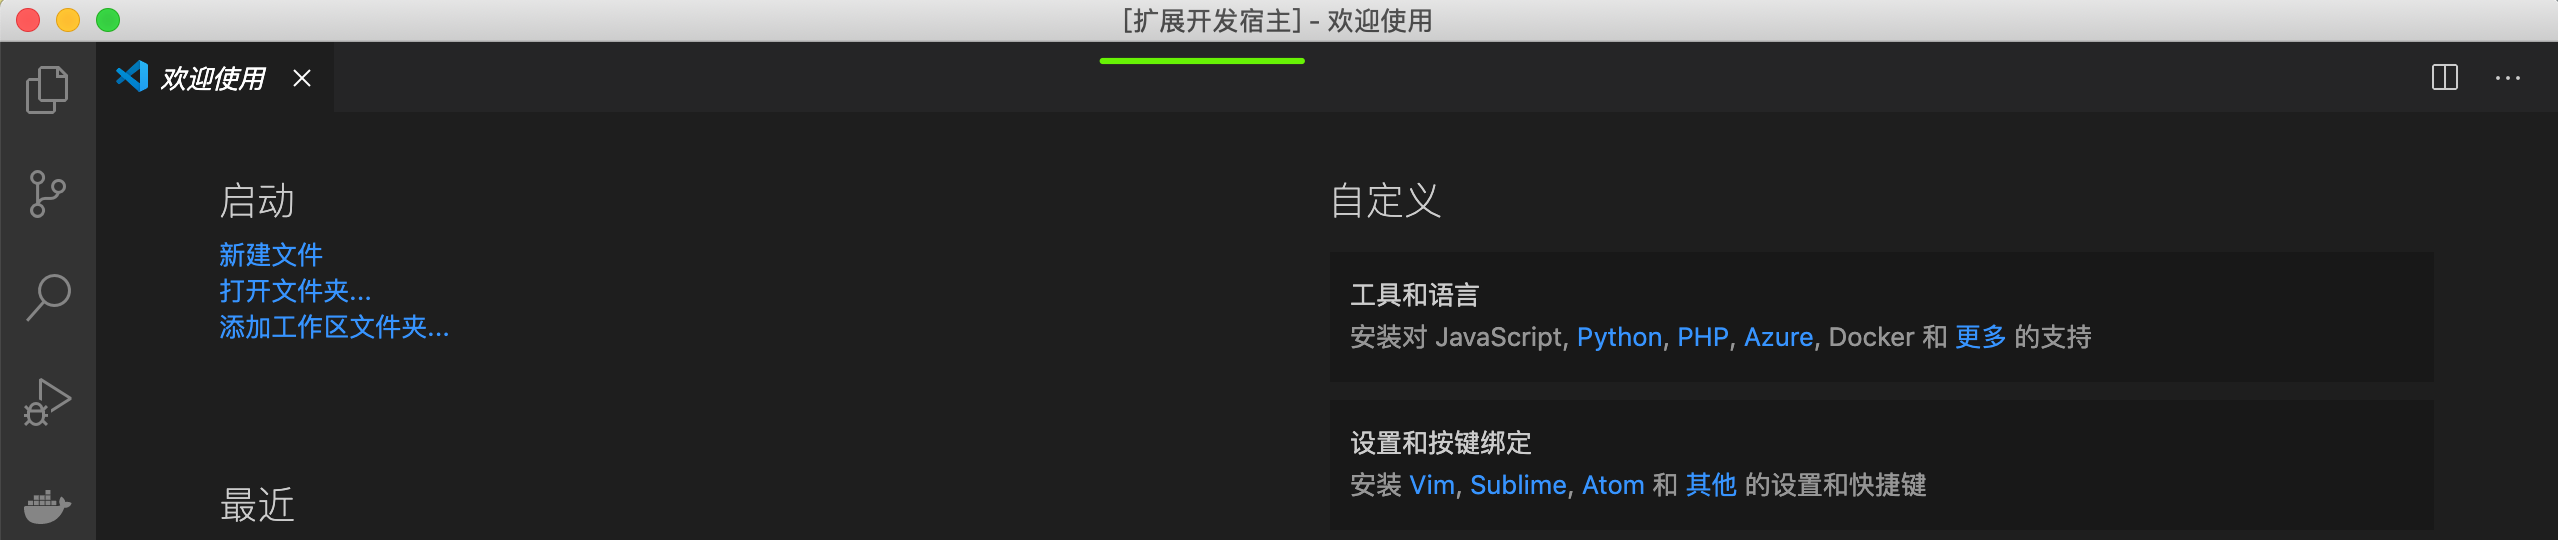 [扩展开发宿主] - 欢迎使用
欢迎使用
启动
新建文件
打开文件夹...
添加工作区文件夹...
最近
自定义
工具和语言
安装对 JavaScript, Python, PHP, Azure, Docker 和 更多 的支持
设置和按键绑定
安装 Vim, Sublime, Atom 和 其他 的设置和快捷键